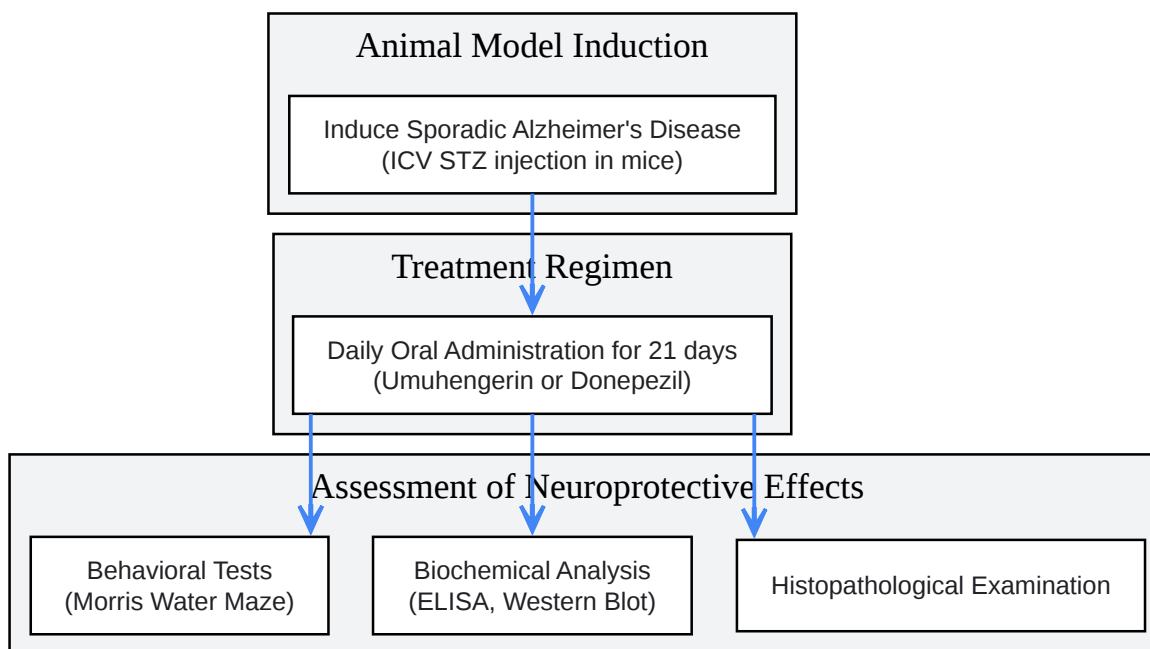 Animal Model Induction
Induce Sporadic Alzheimer's Disease
(ICV STZ injection in mice)
Treatment Regimen
Daily Oral Administration for 21 days
(Umuhengerin or Donepezil)
Assessment of Neuroprotective Effects
Behavioral Tests
(Morris Water Maze)
Biochemical Analysis
(ELISA, Western Blot)
Histopathological Examination